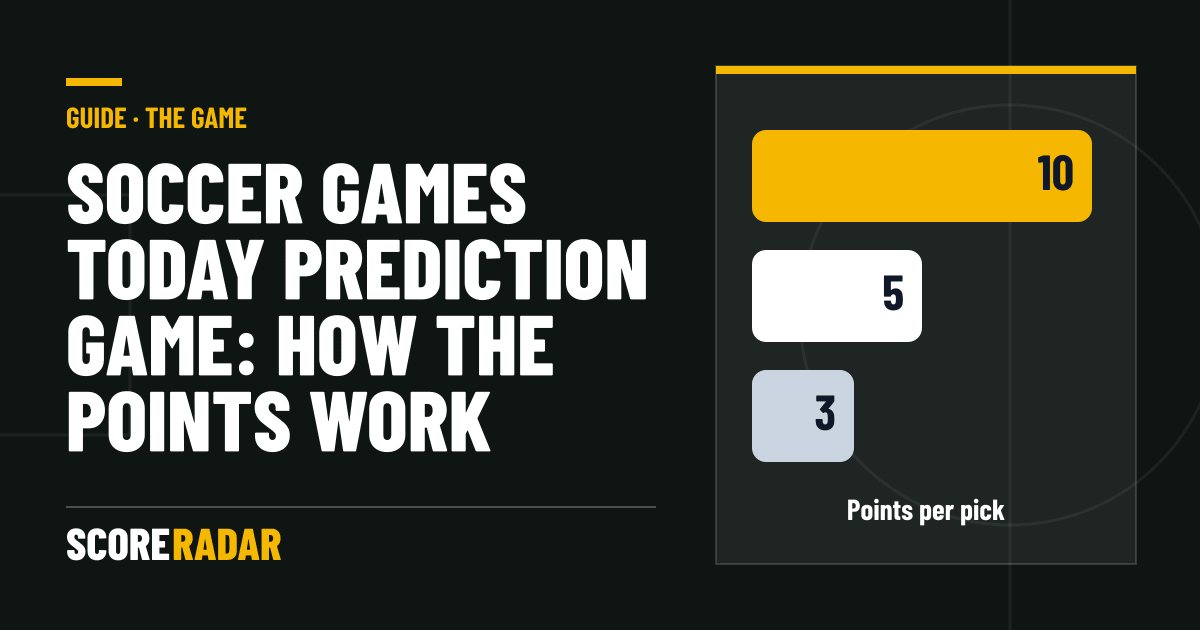 GUIDE · THE GAME
SOCCER GAMES
TODAY PREDICTION
GAME: HOW THE
POINTS WORK
SCORERADAR
10
5
3
Points per pick